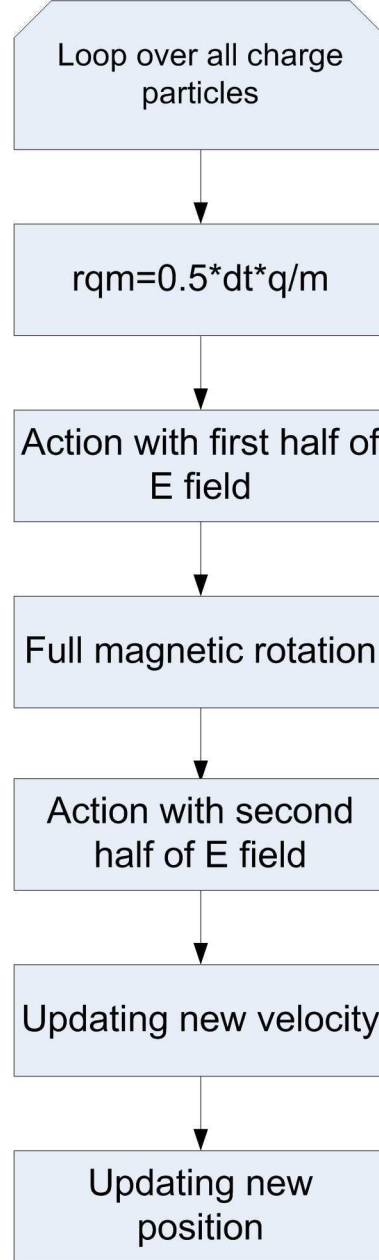 Loop over all charge
particles
rqm=0.5*dt*q/m
Action with first half of
E field
Full magnetic rotation
Action with second
half of E field
Updating new velocity
Updating new
position